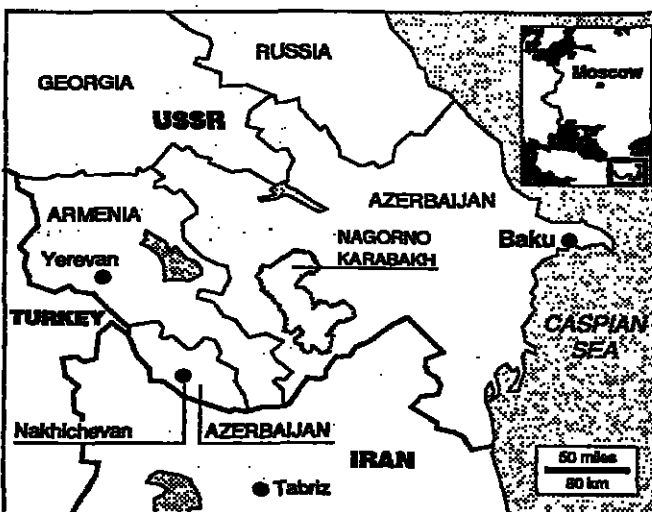 RUSSIA
GEORGIA
Moscow
USSR
ARMENIA
AZERBAIJAN
NAGORNO
KARABAKH
Baku
Yerevan
TURKEY
CASPIAN
SEA
Nakhichevan
AZERBAIJAN
IRAN
50 miles
80 km
Tabriz